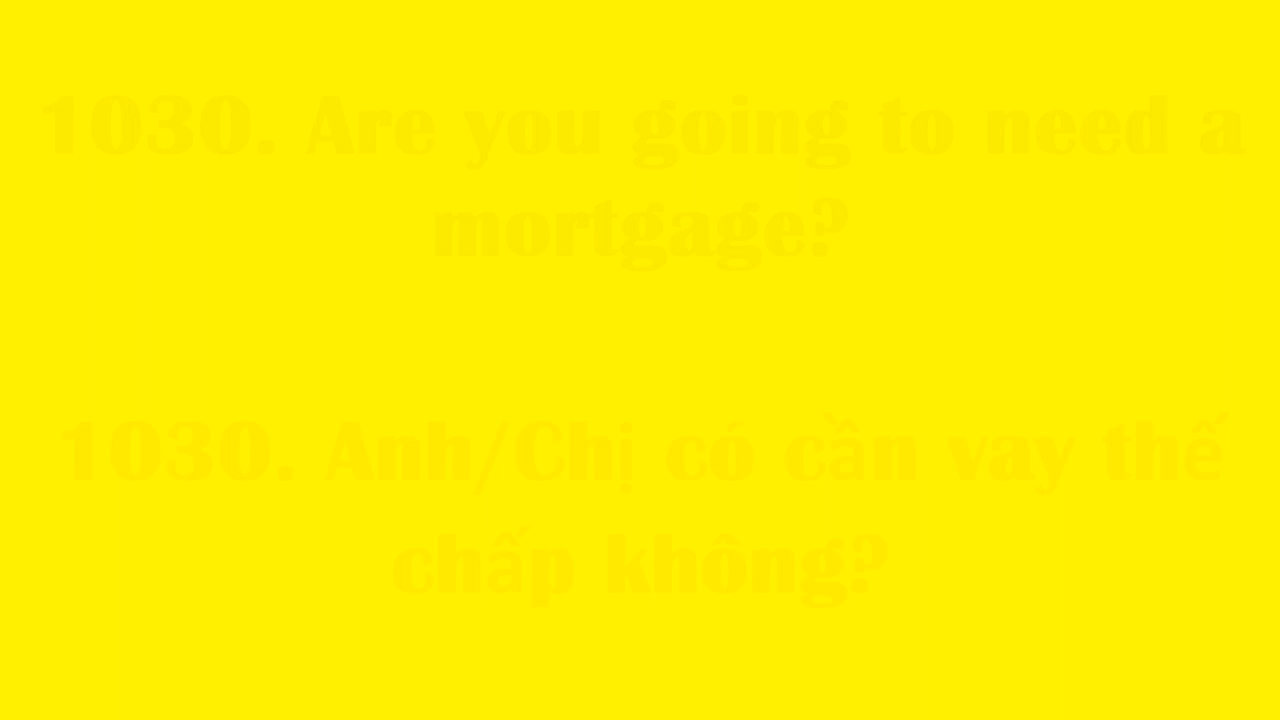 1030. Are you going to need a
mortgage?
1030. Anh/Chị có cần vay thế
chấp không?